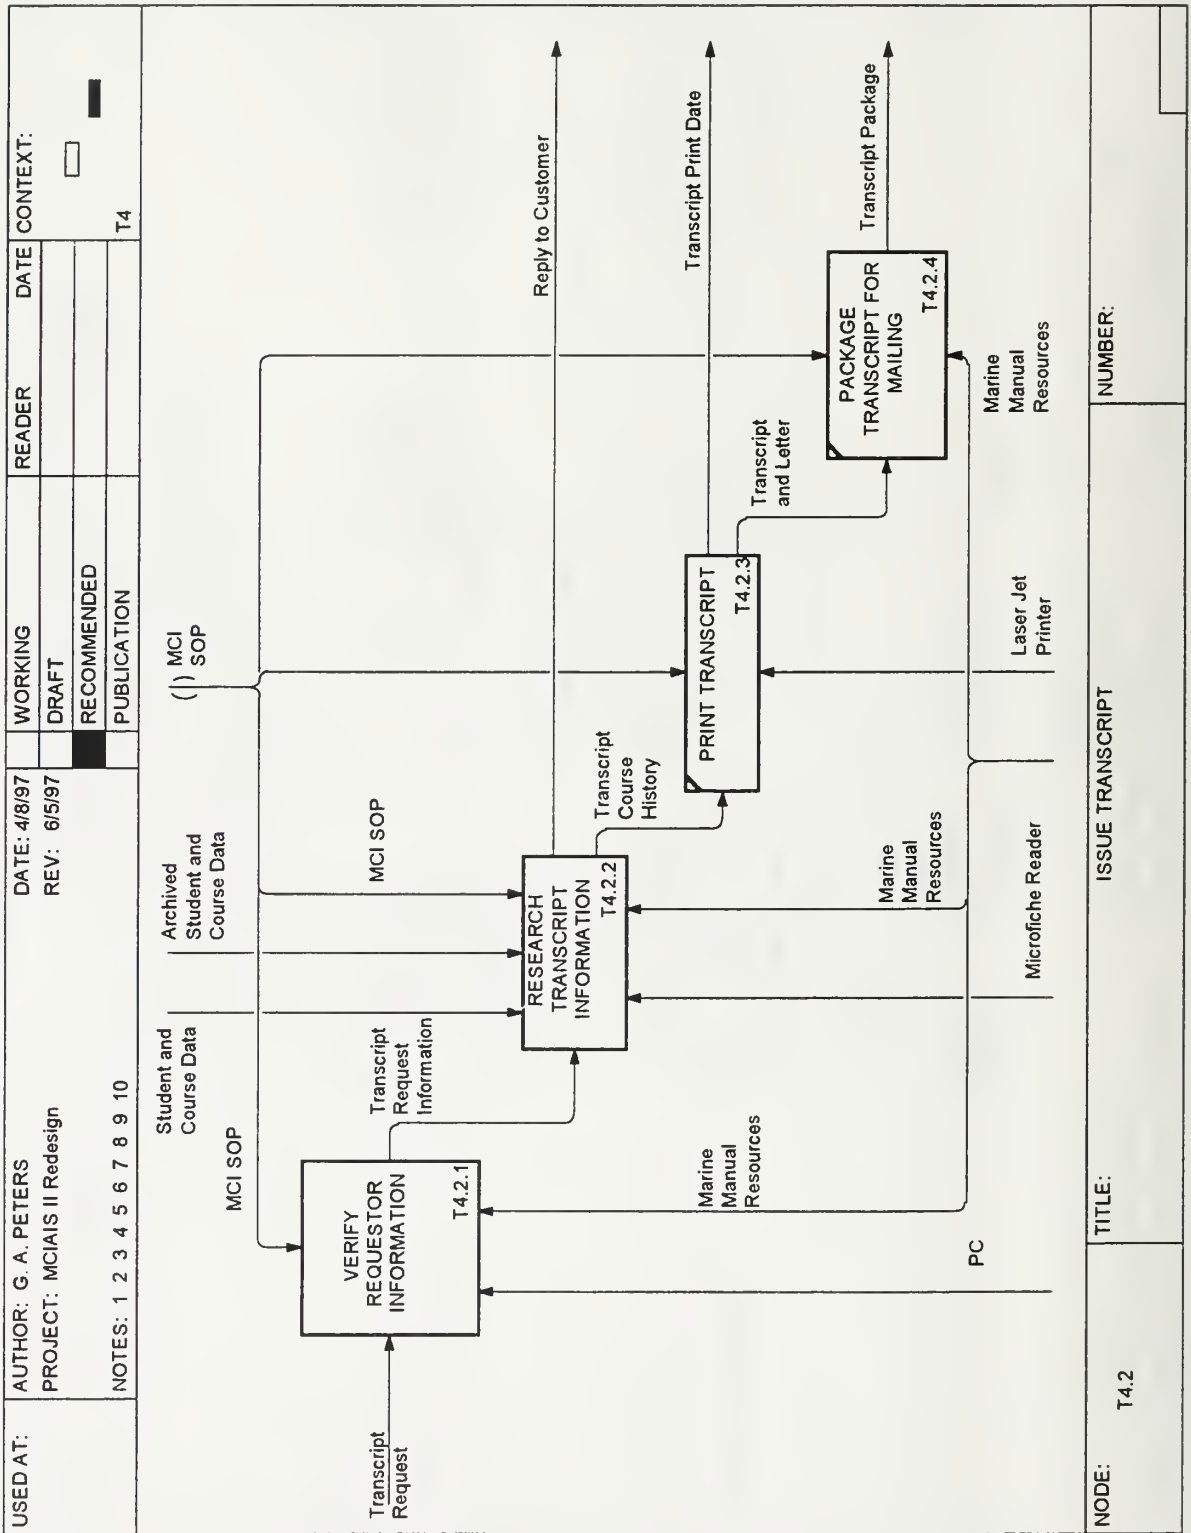 USED AT:
AUTHOR: G. A. PETERS
PROJECT: MCIAIS II Redesign
NOTES: 1 2 3 4 5 6 7 8 9 10
DATE: 4/8/97
REV: 6/5/97
WORKING
DRAFT
RECOMMENDED
PUBLICATION
READER DATE
CONTEXT:
T4
Transcript
Request
MCI SOP
Student and
Course Data
Archived
Student and
Course Data
MCI SOP
MCI
SOP
VERIFY
REQUESTOR
INFORMATION
T4.2.1
Transcript
Request
Information
RESEARCH
TRANSCRIPT
INFORMATION
T4.2.2
Transcript
Course
History
Reply to Customer
PRINT TRANSCRIPT
T4.2.3
Transcript Print Date
Transcript
and Letter
PACKAGE
TRANSCRIPT FOR
MAILING
T4.2.4
Transcript Package
PC
Marine
Manual
Resources
Microfiche Reader
Marine
Manual
Resources
Laser Jet
Printer
Marine
Manual
Resources
NODE:
T4.2
TITLE:
ISSUE TRANSCRIPT
NUMBER: